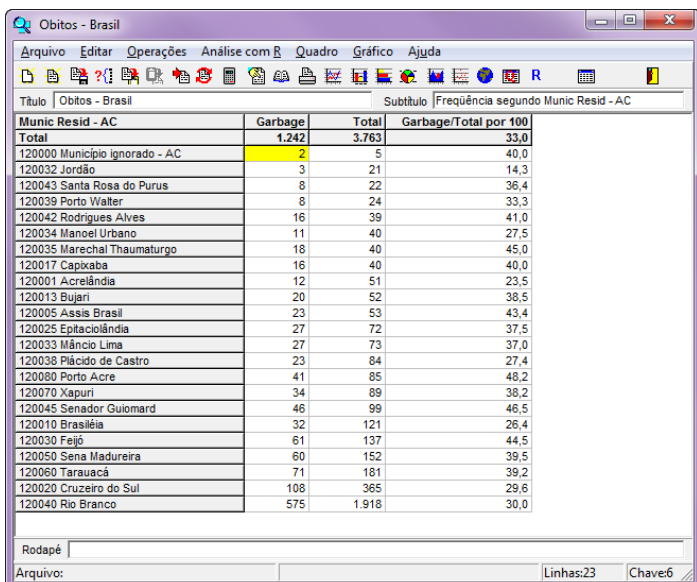 Obitos - Brasil
Arquivo Editar Operações Análise com R Quadro Gráfico Ajuda
R
Título Obitos - Brasil Subtítulo Freqüência segundo Munic Resid - AC
Munic Resid - AC Garbage Total Garbage/Total por 100
Total 1.242 3.763 33,0
120000 Município ignorado - AC 2 5 40,0
120032 Jordão 3 21 14,3
120043 Santa Rosa do Purus 8 22 36,4
120039 Porto Walter 8 24 33,3
120042 Rodrigues Alves 16 39 41,0
120034 Manoel Urbano 11 40 27,5
120035 Marechal Thaumaturgo 18 40 45,0
120017 Capixaba 16 40 40,0
120001 Acrelândia 12 51 23,5
120013 Bujari 20 52 38,5
120005 Assis Brasil 23 53 43,4
120025 Epitaciolândia 27 72 37,5
120033 Mâncio Lima 27 73 37,0
120038 Plácido de Castro 23 84 27,4
120080 Porto Acre 41 85 48,2
120070 Xapuri 34 89 38,2
120045 Senador Guiomard 46 99 46,5
120010 Brasiléia 32 121 26,4
120030 Feijó 61 137 44,5
120050 Sena Madureira 60 152 39,5
120060 Tarauacá 71 181 39,2
120020 Cruzeiro do Sul 108 365 29,6
120040 Rio Branco 575 1.918 30,0
Rodapé
Arquivo: Linhas:23 Chave:6